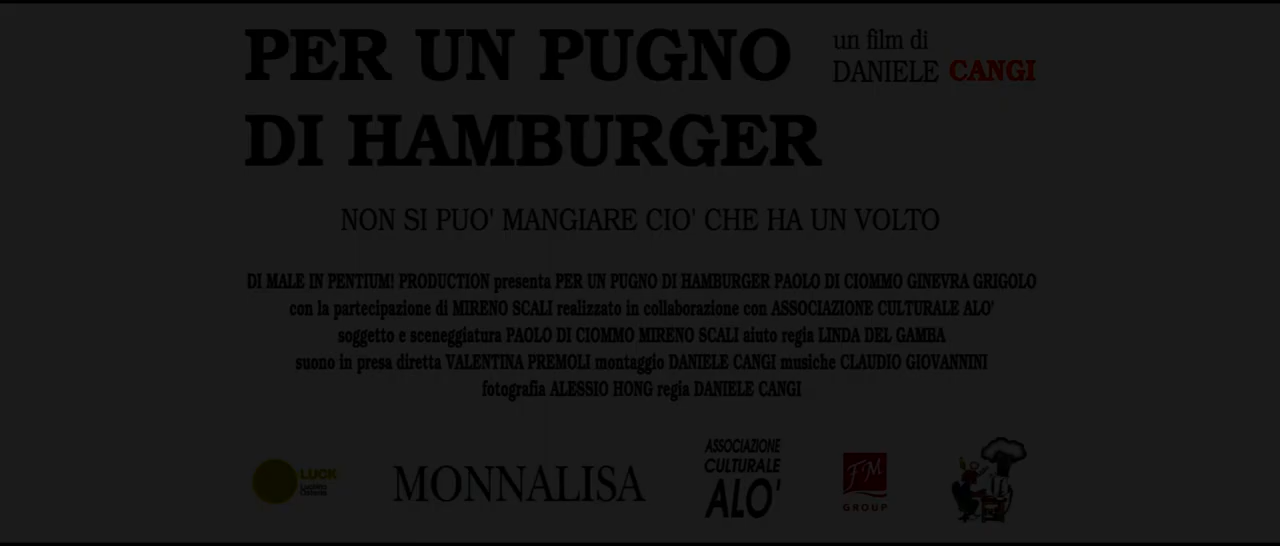 PER UN PUGNO
DI HAMBURGER
un film di
DANIELE CANGI
NON SI PUO' MANGIARE CIO' CHE HA UN VOLTO
DI MALE IN PENTIUM! PRODUCTION presenta PER UN PUGNO DI HAMBURGER PAOLO DI CIOMMO GINEVRA GRIGOLO
con la partecipazione di MIRENO SCALI realizzato in collaborazione con ASSOCIAZIONE CULTURALE ALO'
soggetto e sceneggiatura PAOLO DI CIOMMO MIRENO SCALI aiuto regia LINDA DEL GAMBA
suono in presa diretta VALENTINA PREMOLI montaggio DANIELE CANGI musiche CLAUDIO GIOVANNINI
fotografia ALESSIO HONG regia DANIELE CANGI
LUCK
MONNALISA
ASSOCIAZIONE
CULTURALE
ALO'
FM
GROUP